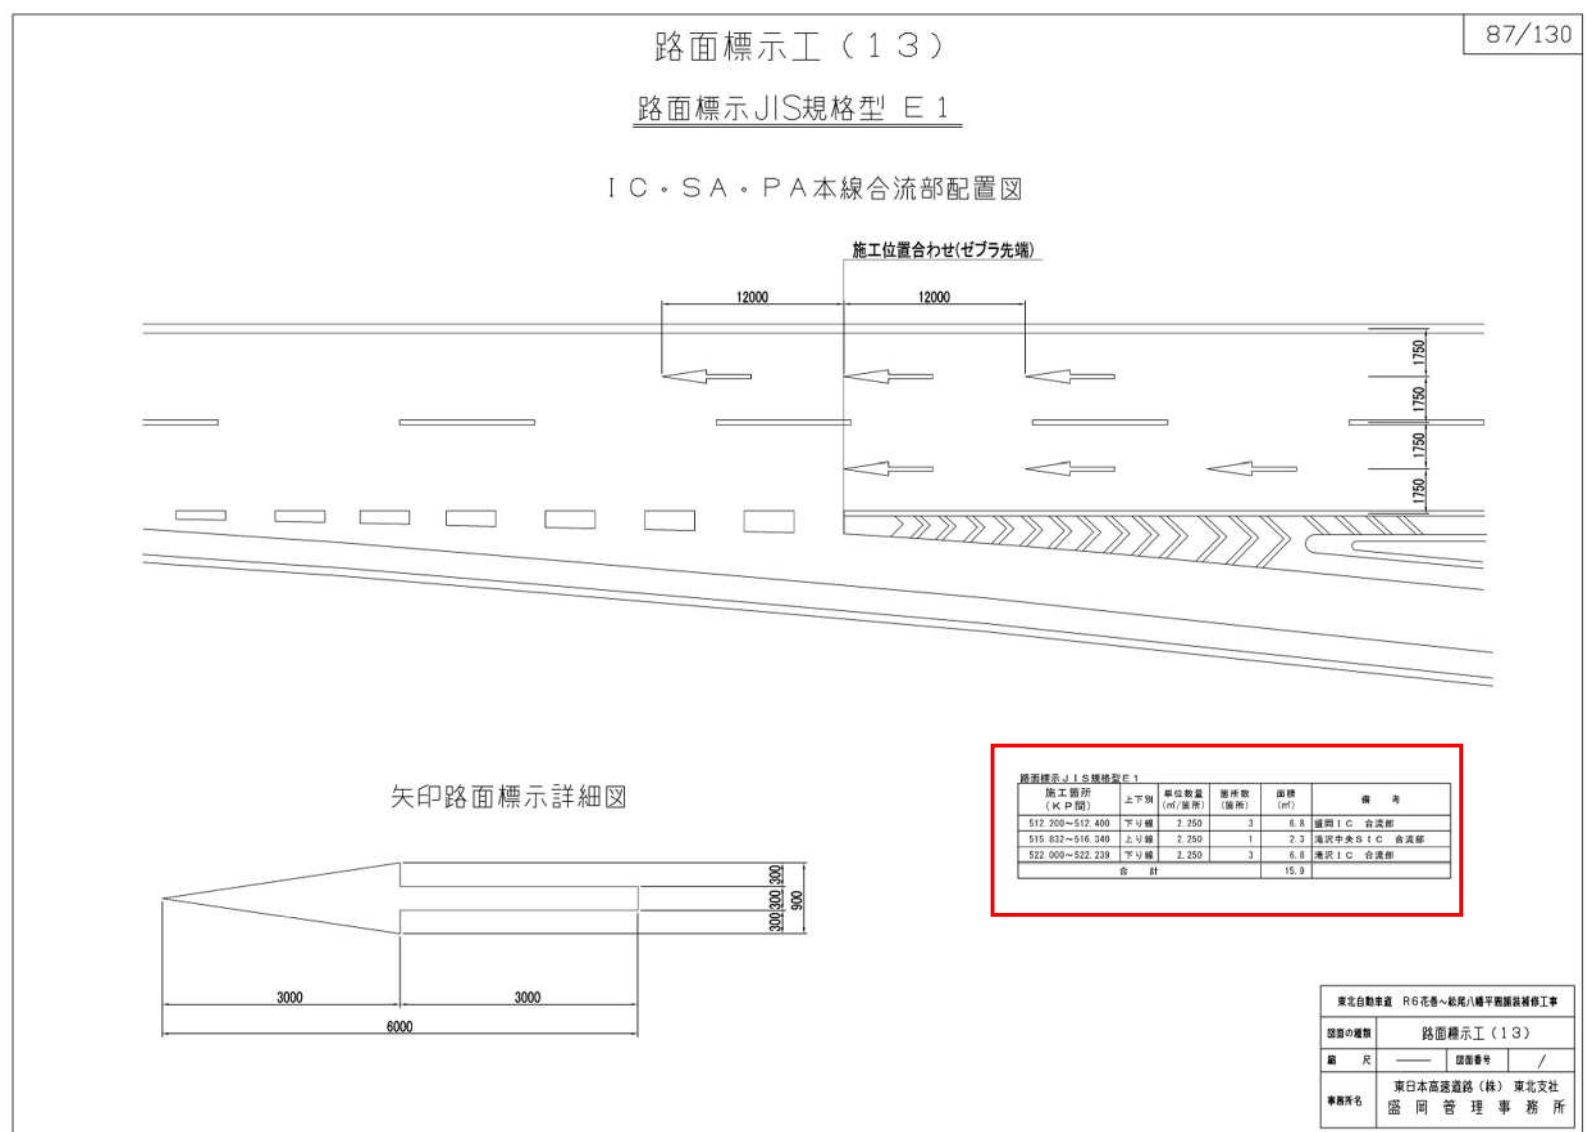 87/130
路面標示工（１３）
路面標示JIS規格型 Ｅ１
ＩＣ・ＳＡ・ＰＡ本線合流部配置図
施工位置合わせ(ゼブラ先端)
12000 12000
1750
1750
1750
1750
矢印路面標示詳細図
300
300
300
900
3000 3000
6000
路面標示ＪＩＳ規格型Ｅ１
施工箇所（ＫＰ間） 上下別 単位数量（㎡/箇所） 箇所数（箇所） 面積（㎡） 備 考
512.200～512.400 下り線 2.250 3 6.8 盛岡ＩＣ 合流部
515.832～516.340 上り線 2.250 1 2.3 滝沢中央ＳＩＣ 合流部
522.000～522.239 下り線 2.250 3 6.8 滝沢ＩＣ 合流部
合 計 15.9
東北自動車道 Ｒ６花巻～松尾八幡平間舗装補修工事
図面の種類 路面標示工（１３）
縮 尺 ―― 図面番号 /
事務所名 東日本高速道路（株） 東北支社
盛 岡 管 理 事 務 所